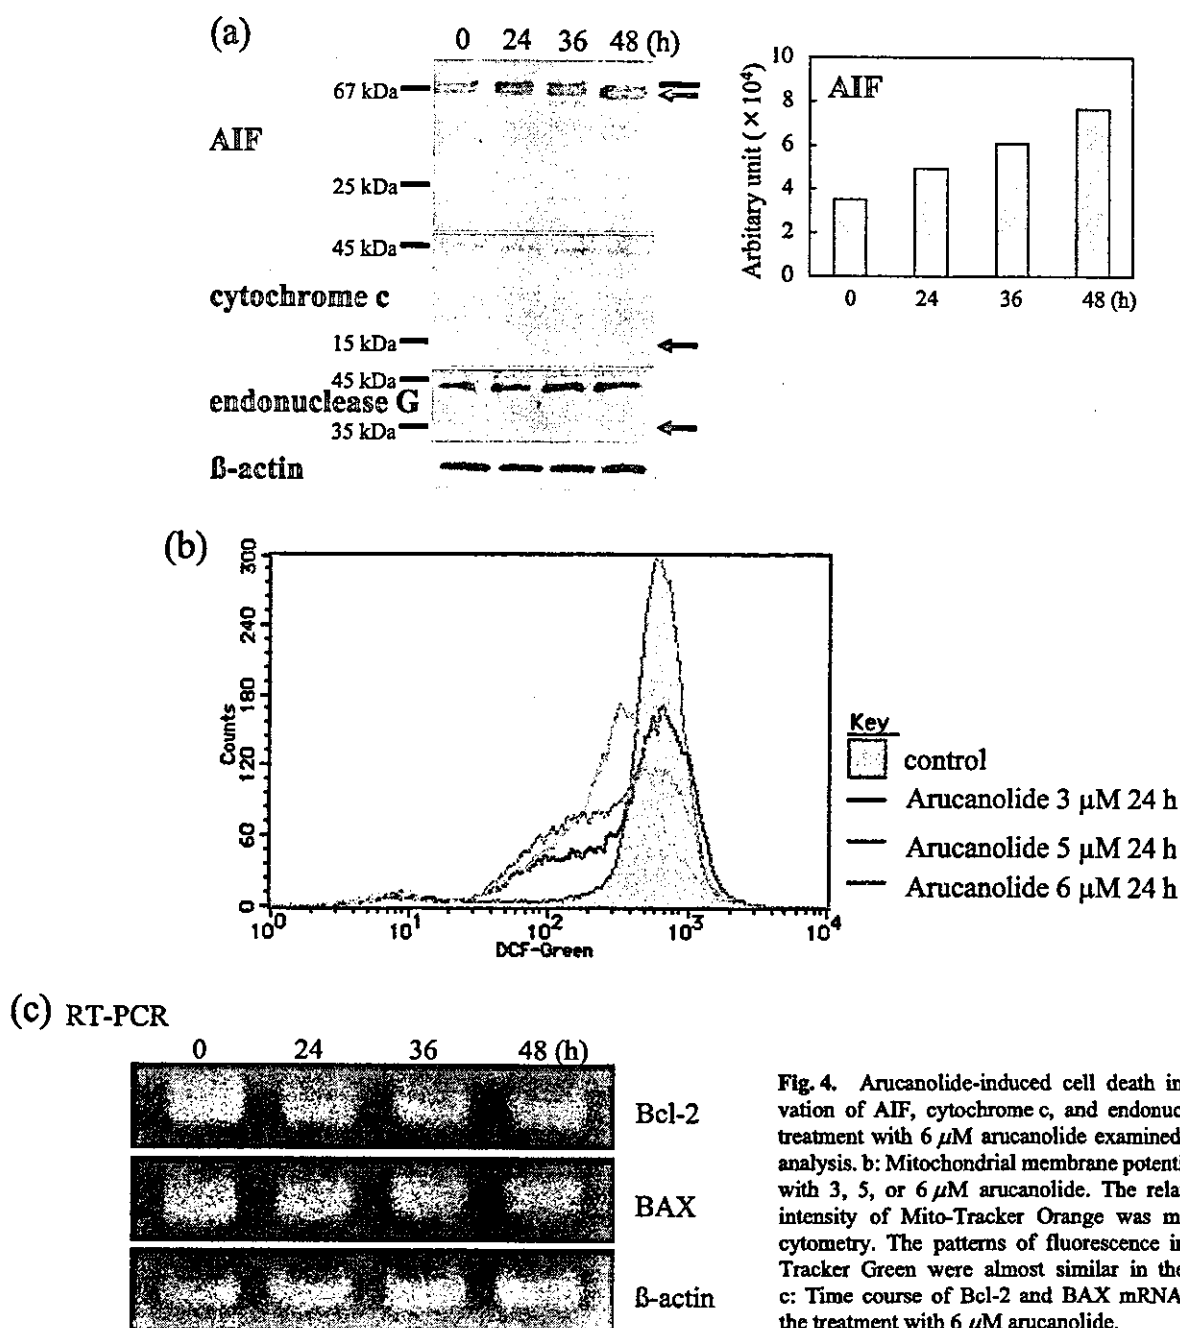 (a)
0 24 36 48 (h)
67 kDa
AIF
25 kDa
45 kDa
cytochrome c
15 kDa
45 kDa
endonuclease G
35 kDa
ß-actin
AIF
Arbitary unit ( × 10⁴)
10
8
6
4
2
0
0 24 36 48 (h)
(b)
Counts
300
240
180
120
60
0
10⁰ 10¹ 10² 10³ 10⁴
DCF-Green
Key
control
Arucanolide 3 µM 24 h
Arucanolide 5 µM 24 h
Arucanolide 6 µM 24 h
(c) RT-PCR
0 24 36 48 (h)
Bcl-2
BAX
ß-actin
Fig. 4. Arucanolide-induced cell death in
vation of AIF, cytochrome c, and endonuc
treatment with 6 µM arucanolide examined
analysis. b: Mitochondrial membrane potenti
with 3, 5, or 6 µM arucanolide. The rela
intensity of Mito-Tracker Orange was m
cytometry. The patterns of fluorescence in
Tracker Green were almost similar in the
c: Time course of Bcl-2 and BAX mRNA
the treatment with 6 µM arucanolide.